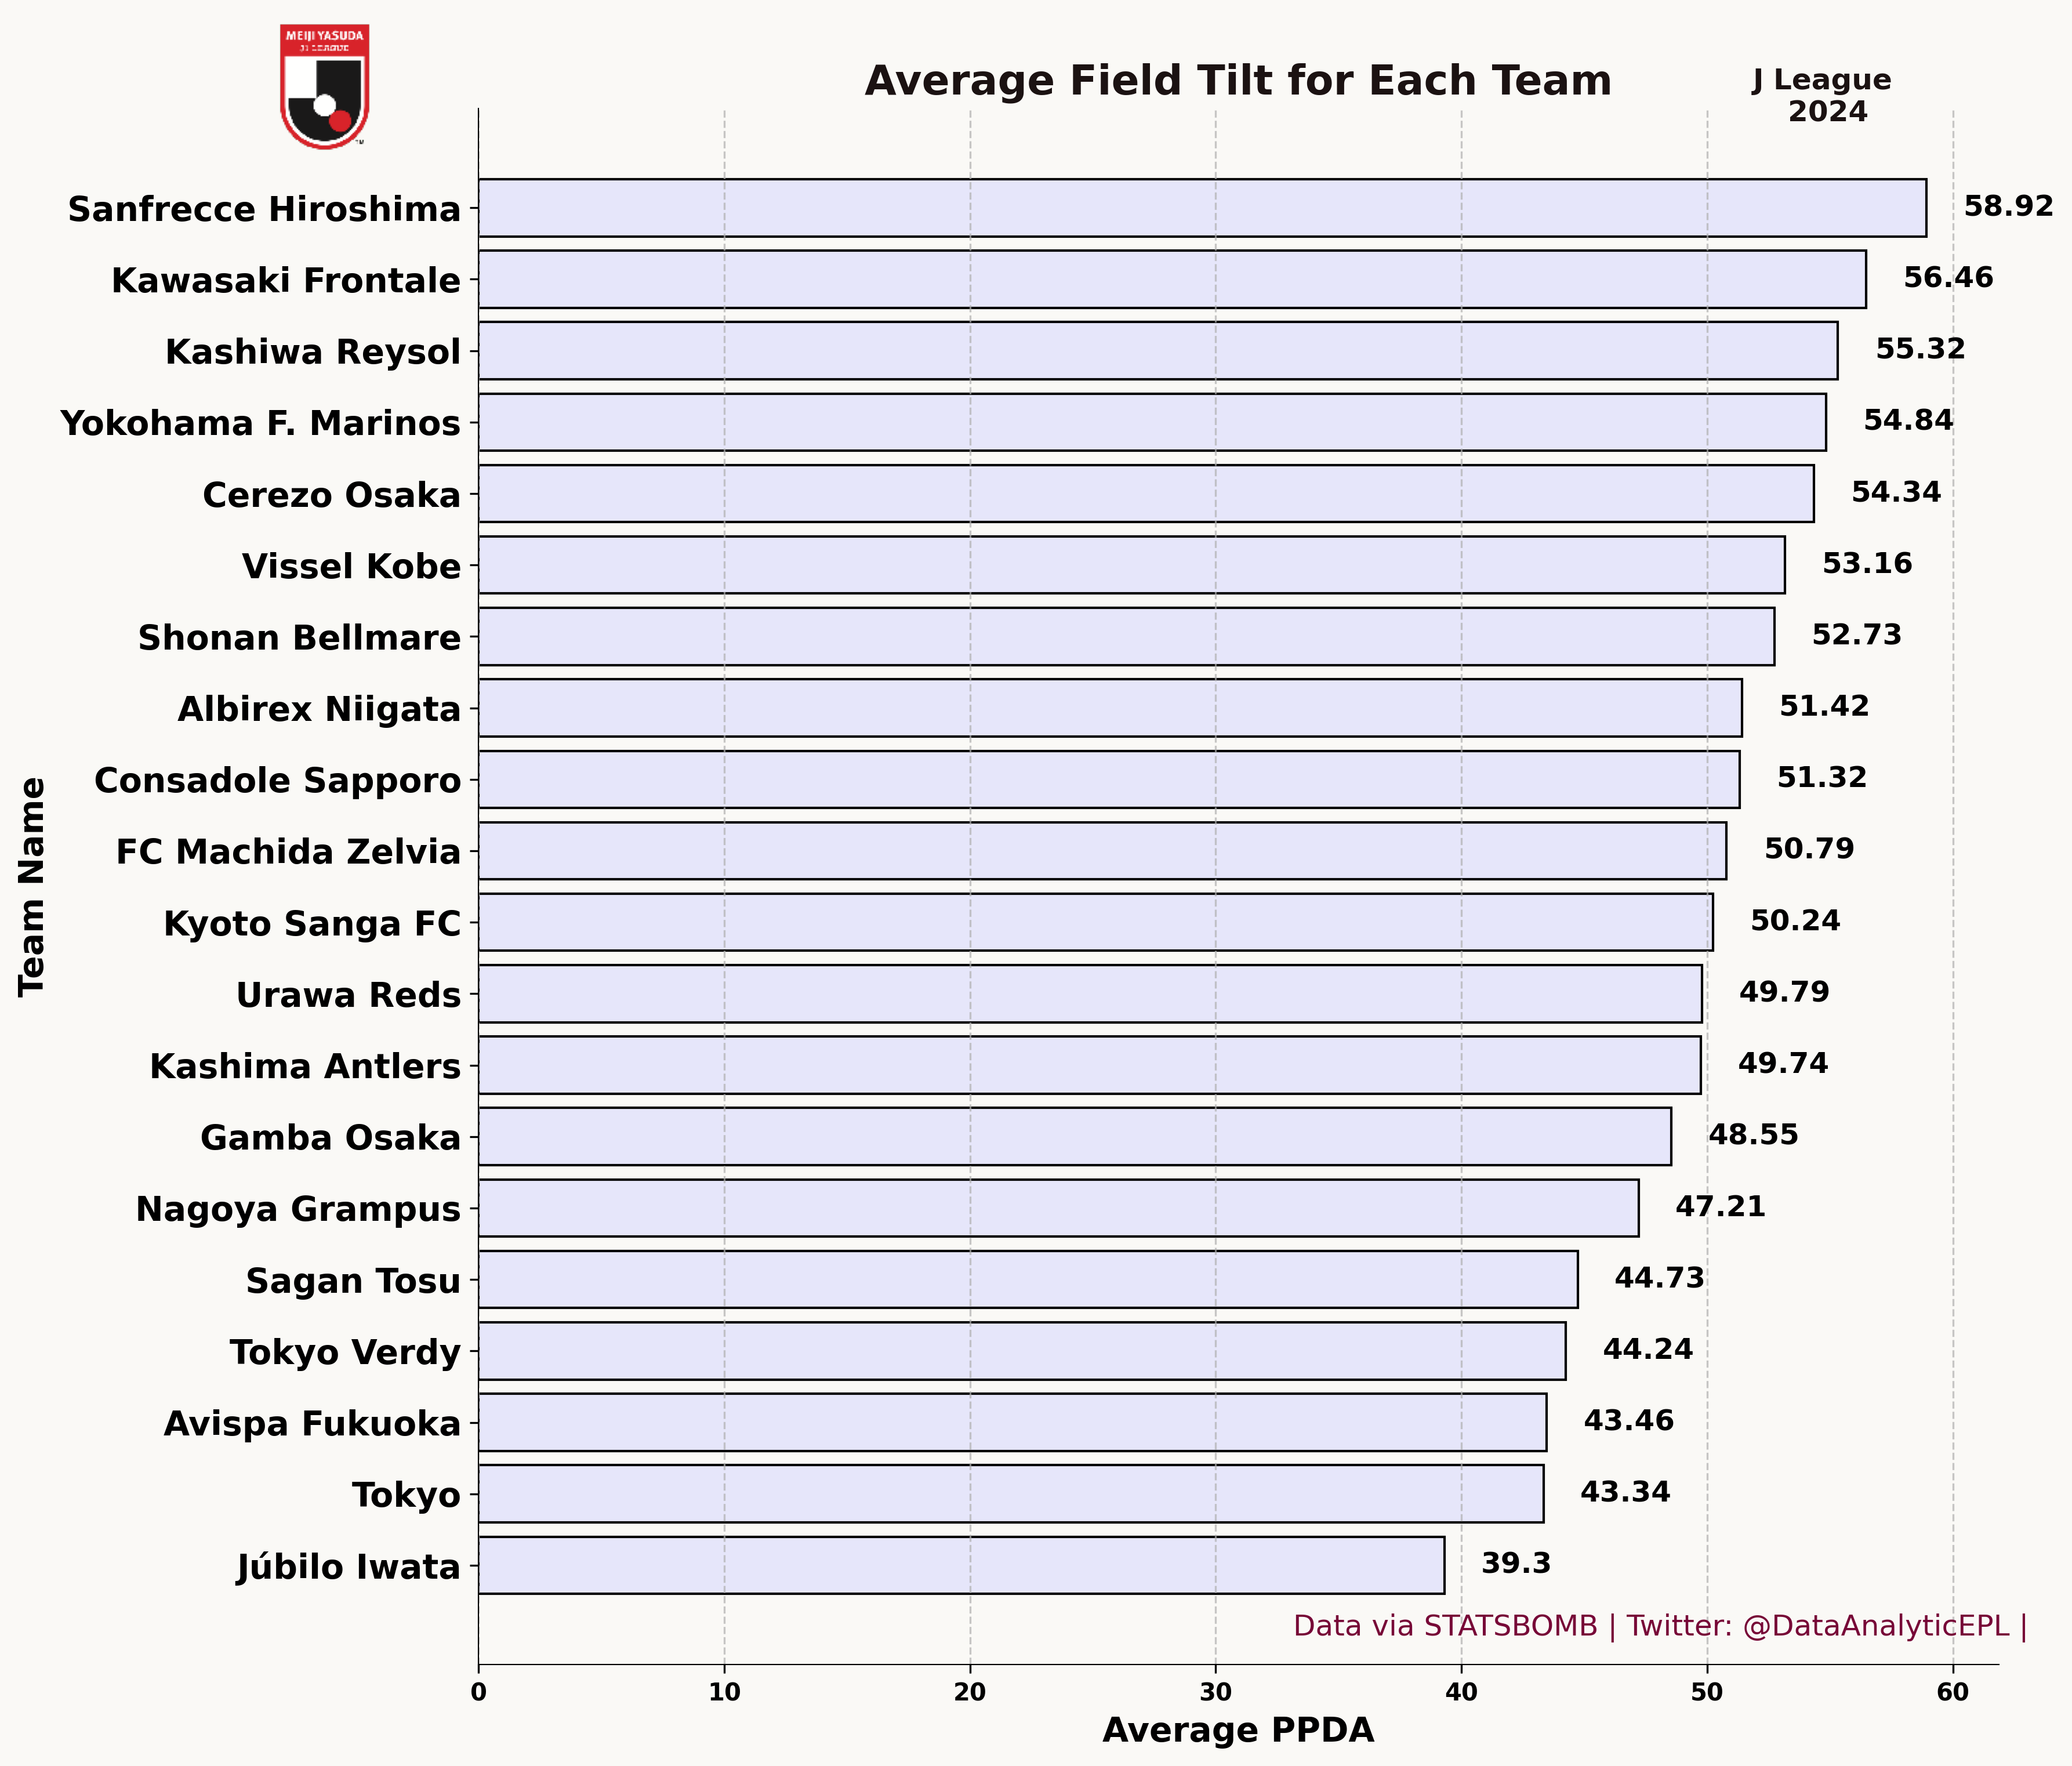 MEIJI YASUDA
J1 LEAGUE
TM
Average Field Tilt for Each Team
J League
2024
Sanfrecce Hiroshima 58.92
Kawasaki Frontale 56.46
Kashiwa Reysol 55.32
Yokohama F. Marinos 54.84
Cerezo Osaka 54.34
Vissel Kobe 53.16
Shonan Bellmare 52.73
Albirex Niigata 51.42
Consadole Sapporo 51.32
FC Machida Zelvia 50.79
Kyoto Sanga FC 50.24
Urawa Reds 49.79
Kashima Antlers 49.74
Gamba Osaka 48.55
Nagoya Grampus 47.21
Sagan Tosu 44.73
Tokyo Verdy 44.24
Avispa Fukuoka 43.46
Tokyo 43.34
Júbilo Iwata 39.3
Team Name
Data via STATSBOMB | Twitter: @DataAnalyticEPL |
0 10 20 30 40 50 60
Average PPDA